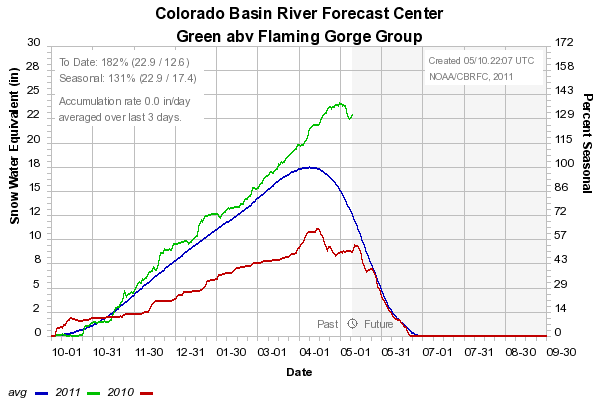 Colorado Basin River Forecast Center
Green abv Flaming Gorge Group
To Date: 182% (22.9 / 12.6)
Seasonal: 131% (22.9 / 17.4)
Accumulation rate 0.0 in/day
averaged over last 3 days.
Created 05/10.22:07 UTC
NOAA/CBRFC, 2011
Snow Water Equivalent (in)
30
28
25
22
20
18
15
12
10
8
5
2
0
Percent Seasonal
172
158
144
129
115
100
86
72
57
43
29
14
0
Past
Future
10-01 10-31 11-30 12-31 01-30 03-01 04-01 05-01 05-31 07-01 07-31 08-30 09-30
Date
avg 2011 2010